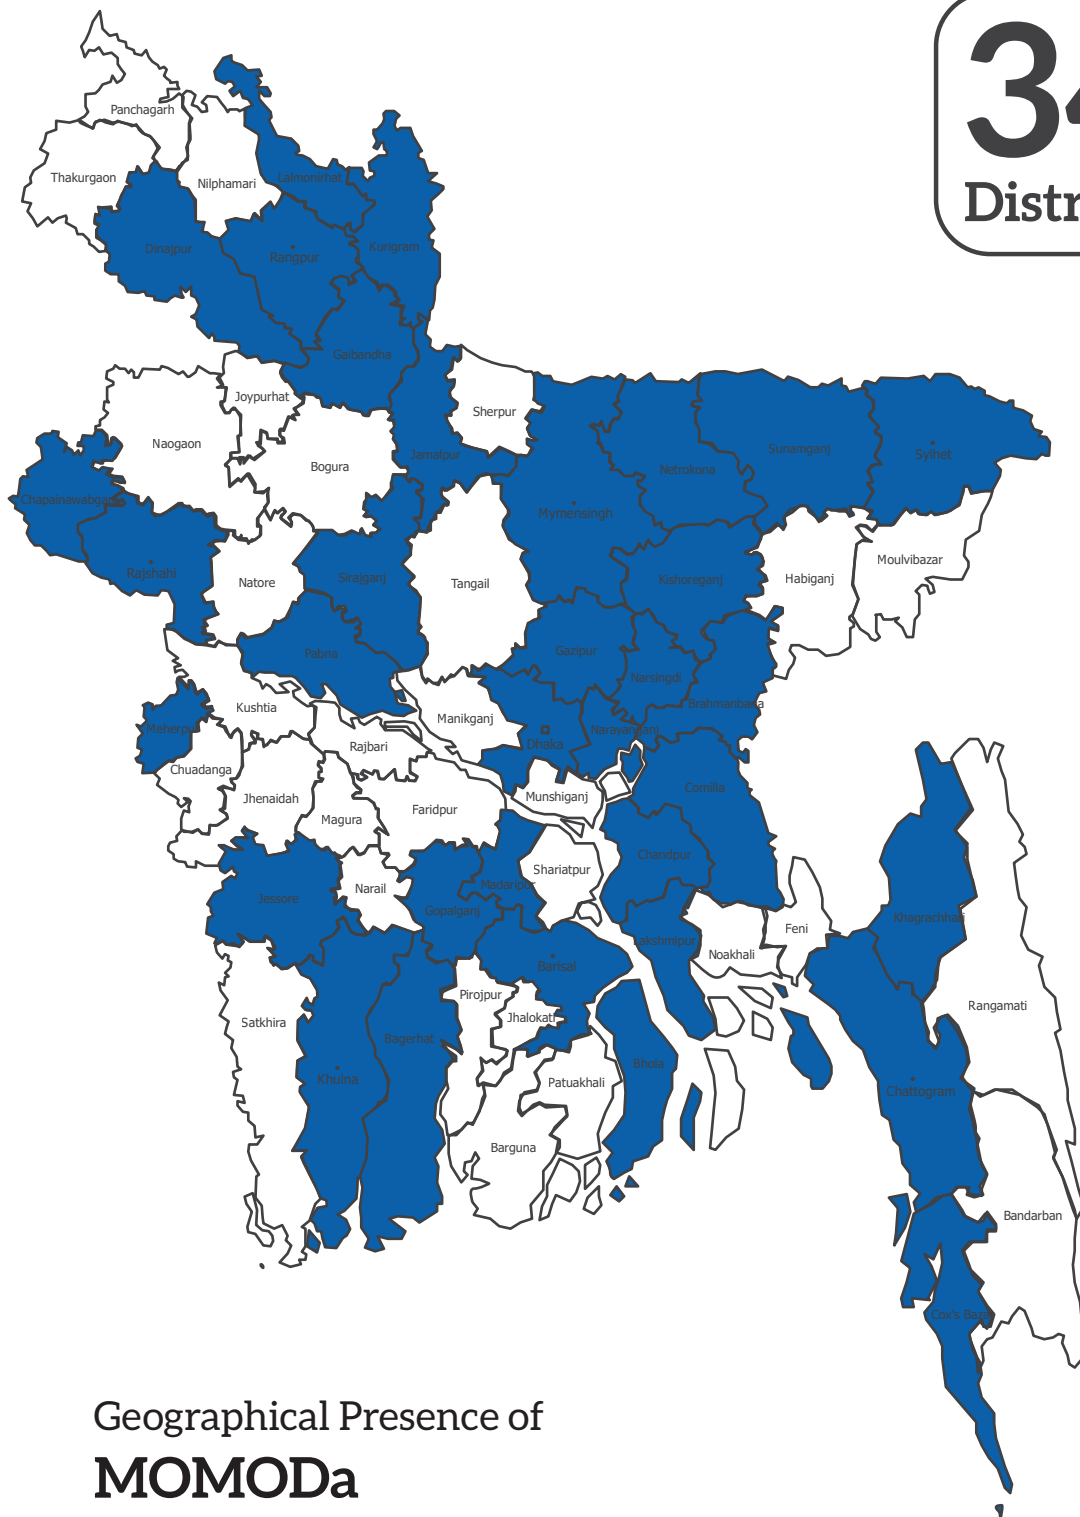 34
Distr
Panchagarh
Thakurgaon
Nilphamari
Lalmonirhat
Dinajpur
Rangpur
Kurigram
Gaibandha
Joypurhat
Sherpur
Naogaon
Bogura
Jamalpur
Netrokona
Sunamganj
Sylhet
Chapainawabganj
Mymensingh
Rajshahi
Natore
Sirajganj
Tangail
Kishoreganj
Habiganj
Moulvibazar
Pabna
Gazipur
Narsingdi
Kushtia
Manikganj
Brahmanbaria
Meherpur
Rajbari
Dhaka
Narayanganj
Chuadanga
Jhenaidah
Magura
Faridpur
Munshiganj
Comilla
Jessore
Narail
Gopalganj
Madaripur
Shariatpur
Chandpur
Lakshmipur
Noakhali
Feni
Khagrachhari
Satkhira
Khulna
Bagerhat
Pirojpur
Jhalokati
Barisal
Bhola
Patuakhali
Barguna
Rangamati
Chattogram
Bandarban
Cox's Bazar
Geographical Presence of
MOMODa